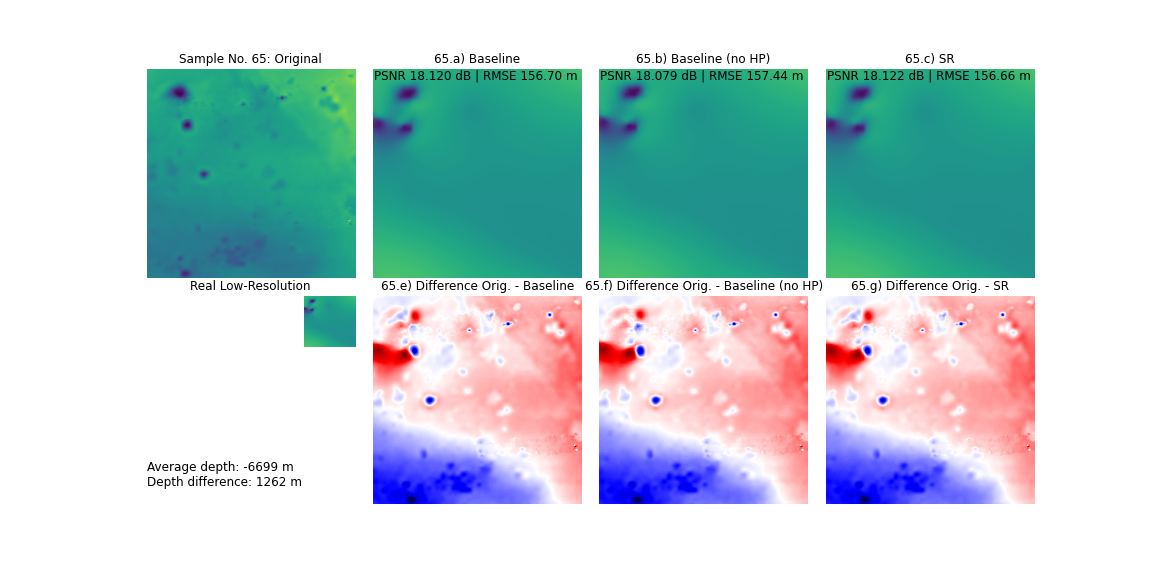 Sample No. 65: Original
65.a) Baseline
65.b) Baseline (no HP)
65.c) SR
PSNR 18.120 dB | RMSE 156.70 m
PSNR 18.079 dB | RMSE 157.44 m
PSNR 18.122 dB | RMSE 156.66 m
Real Low-Resolution
65.e) Difference Orig. - Baseline
65.f) Difference Orig. - Baseline (no HP)
65.g) Difference Orig. - SR
Average depth: -6699 m
Depth difference: 1262 m